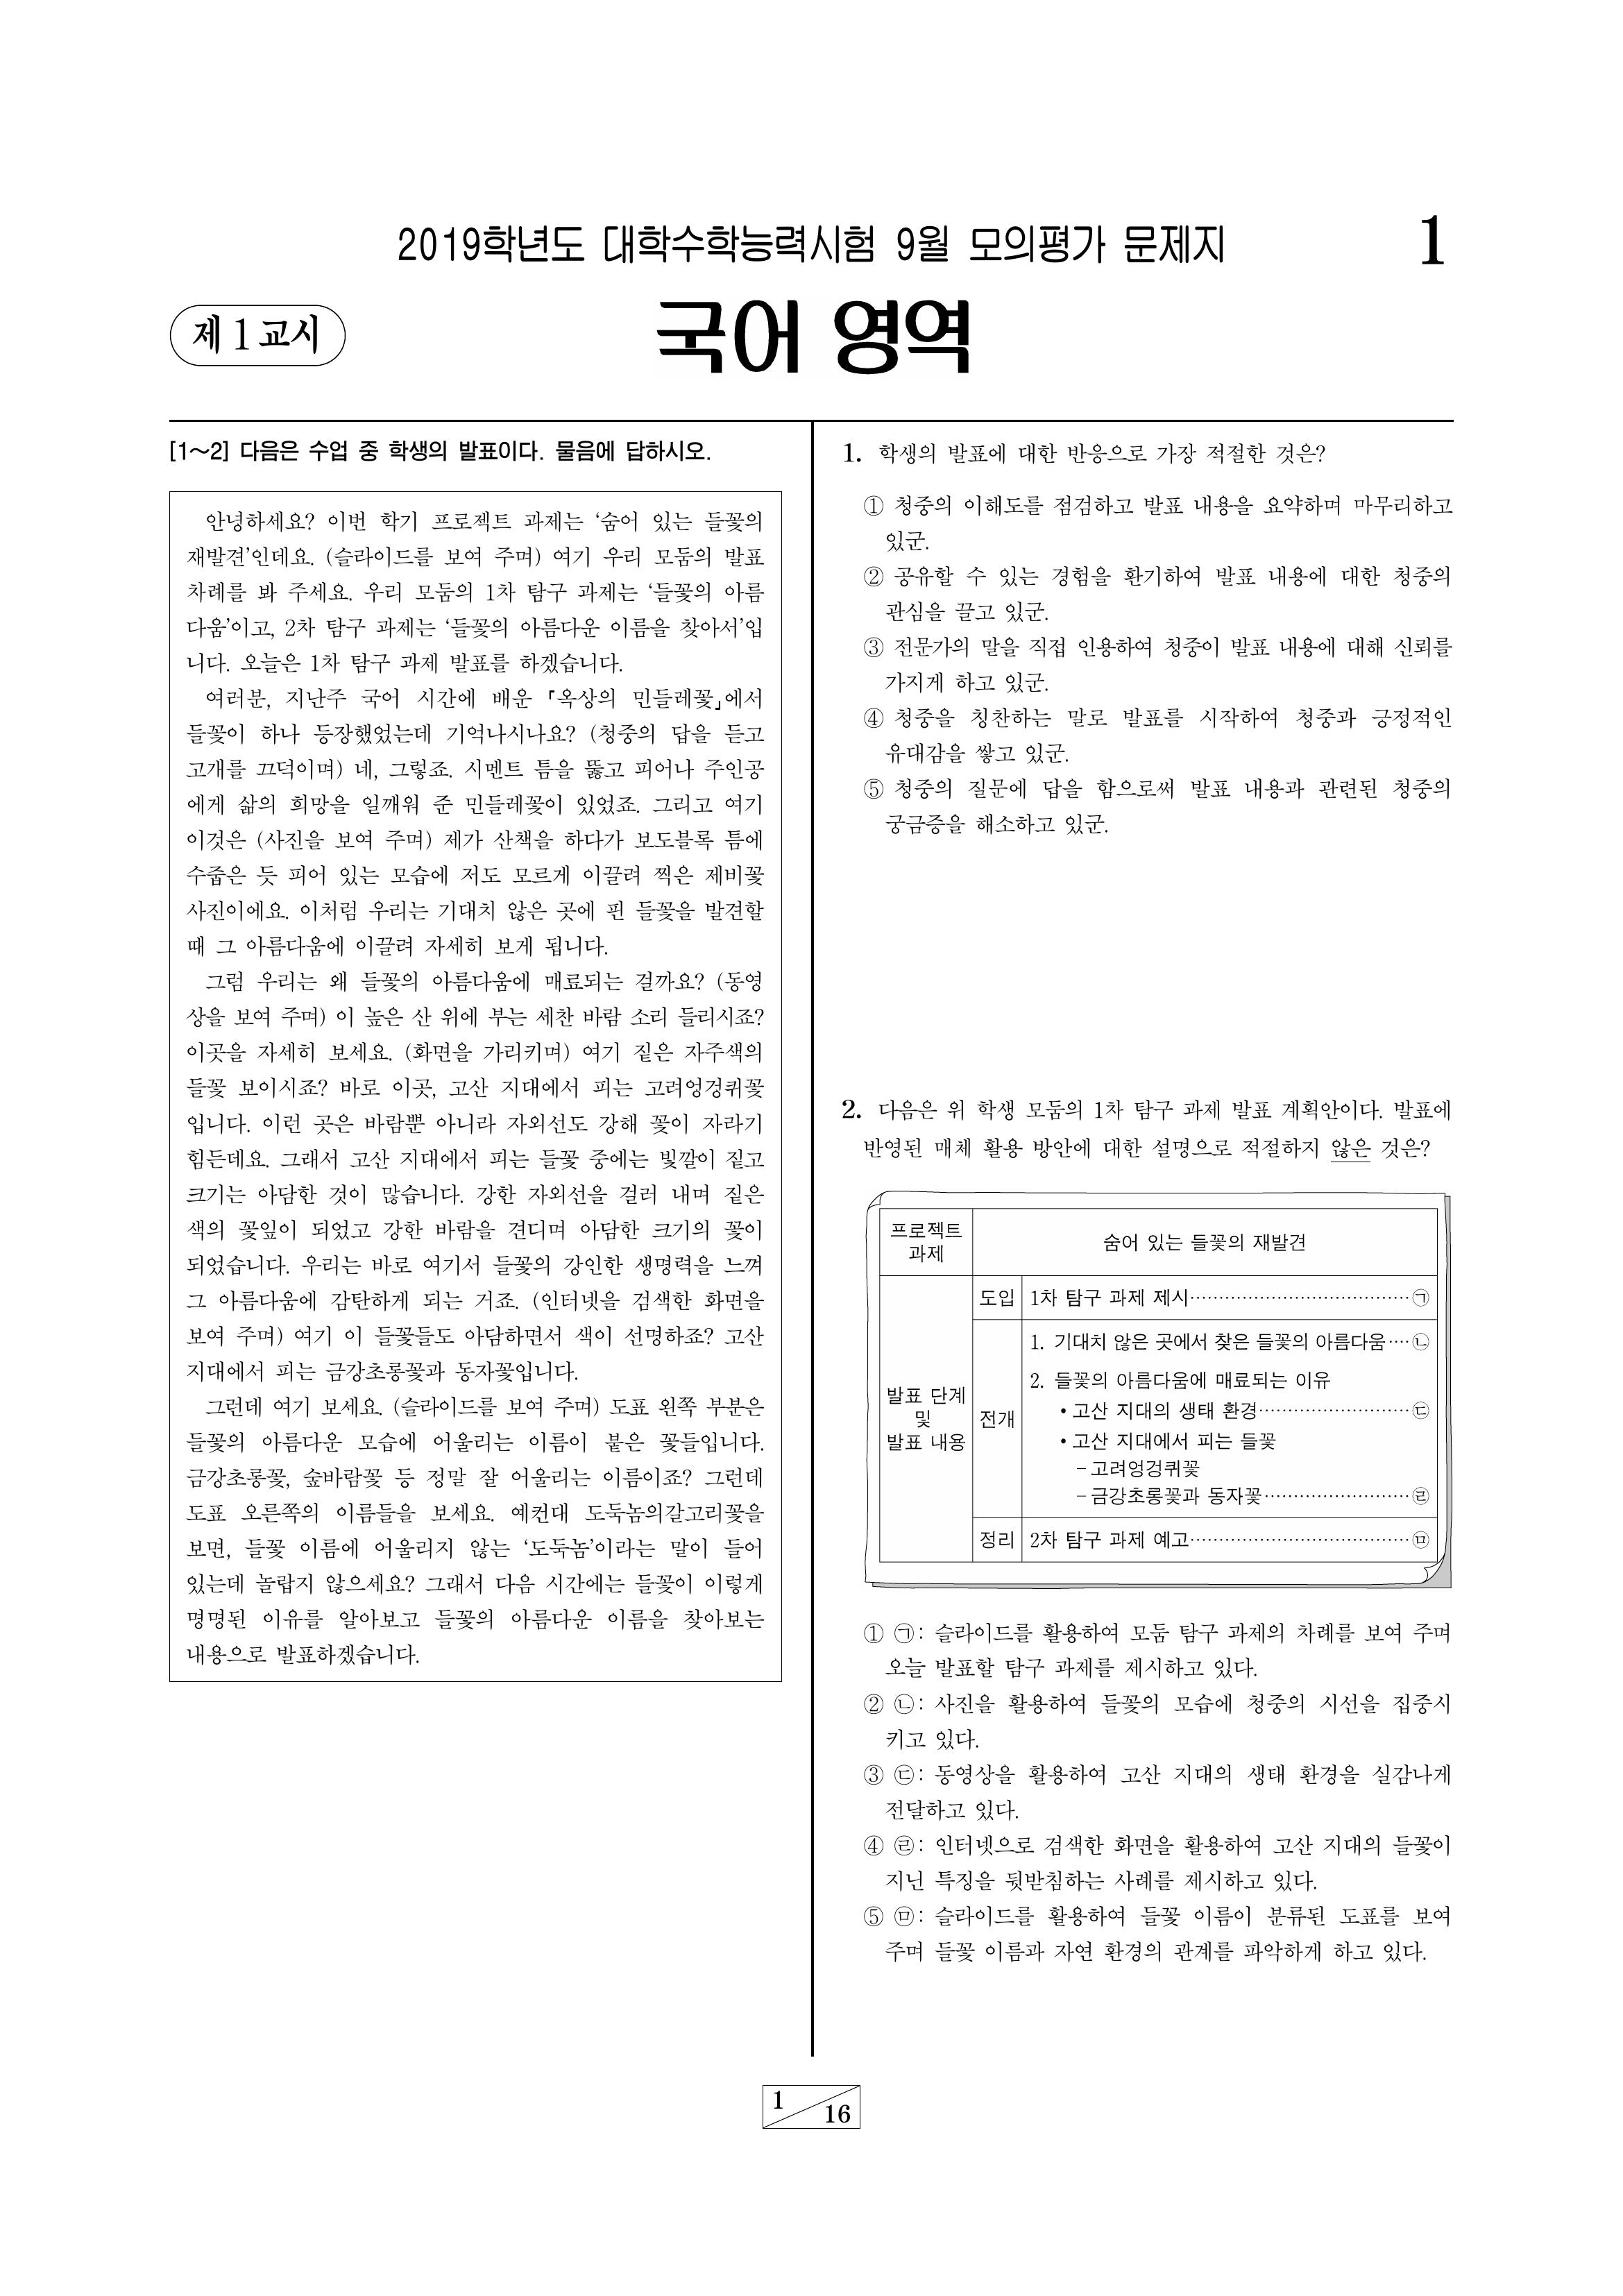 2019학년도 대학수학능력시험 9월 모의평가 문제지
1
제 1 교시
국어 영역
[1~2] 다음은 수업 중 학생의 발표이다. 물음에 답하시오.
안녕하세요? 이번 학기 프로젝트 과제는 ‘숨어 있는 들꽃의
재발견’인데요. (슬라이드를 보여 주며) 여기 우리 모둠의 발표
차례를 봐 주세요. 우리 모둠의 1차 탐구 과제는 ‘들꽃의 아름
다움’이고, 2차 탐구 과제는 ‘들꽃의 아름다운 이름을 찾아서’입
니다. 오늘은 1차 탐구 과제 발표를 하겠습니다.
여러분, 지난주 국어 시간에 배운 「옥상의 민들레꽃」에서
들꽃이 하나 등장했었는데 기억나시나요? (청중의 답을 듣고
고개를 끄덕이며) 네, 그렇죠. 시멘트 틈을 뚫고 피어나 주인공
에게 삶의 희망을 일깨워 준 민들레꽃이 있었죠. 그리고 여기
이것은 (사진을 보여 주며) 제가 산책을 하다가 보도블록 틈에
수줍은 듯 피어 있는 모습에 저도 모르게 이끌려 찍은 제비꽃
사진이에요. 이처럼 우리는 기대치 않은 곳에 핀 들꽃을 발견할
때 그 아름다움에 이끌려 자세히 보게 됩니다.
그럼 우리는 왜 들꽃의 아름다움에 매료되는 걸까요? (동영
상을 보여 주며) 이 높은 산 위에 부는 세찬 바람 소리 들리시죠?
이곳을 자세히 보세요. (화면을 가리키며) 여기 짙은 자주색의
들꽃 보이시죠? 바로 이곳, 고산 지대에서 피는 고려엉겅퀴꽃
입니다. 이런 곳은 바람뿐 아니라 자외선도 강해 꽃이 자라기
힘든데요. 그래서 고산 지대에서 피는 들꽃 중에는 빛깔이 짙고
크기는 아담한 것이 많습니다. 강한 자외선을 걸러 내며 짙은
색의 꽃잎이 되었고 강한 바람을 견디며 아담한 크기의 꽃이
되었습니다. 우리는 바로 여기서 들꽃의 강인한 생명력을 느껴
그 아름다움에 감탄하게 되는 거죠. (인터넷을 검색한 화면을
보여 주며) 여기 이 들꽃들도 아담하면서 색이 선명하죠? 고산
지대에서 피는 금강초롱꽃과 동자꽃입니다.
그런데 여기 보세요. (슬라이드를 보여 주며) 도표 왼쪽 부분은
들꽃의 아름다운 모습에 어울리는 이름이 붙은 꽃들입니다.
금강초롱꽃, 숲바람꽃 등 정말 잘 어울리는 이름이죠? 그런데
도표 오른쪽의 이름들을 보세요. 예컨대 도둑놈의갈고리꽃을
보면, 들꽃 이름에 어울리지 않는 ‘도둑놈’이라는 말이 들어
있는데 놀랍지 않으세요? 그래서 다음 시간에는 들꽃이 이렇게
명명된 이유를 알아보고 들꽃의 아름다운 이름을 찾아보는
내용으로 발표하겠습니다.
1. 학생의 발표에 대한 반응으로 가장 적절한 것은?
① 청중의 이해도를 점검하고 발표 내용을 요약하며 마무리하고
있군.
② 공유할 수 있는 경험을 환기하여 발표 내용에 대한 청중의
관심을 끌고 있군.
③ 전문가의 말을 직접 인용하여 청중이 발표 내용에 대해 신뢰를
가지게 하고 있군.
④ 청중을 칭찬하는 말로 발표를 시작하여 청중과 긍정적인
유대감을 쌓고 있군.
⑤ 청중의 질문에 답을 함으로써 발표 내용과 관련된 청중의
궁금증을 해소하고 있군.
2. 다음은 위 학생 모둠의 1차 탐구 과제 발표 계획안이다. 발표에
반영된 매체 활용 방안에 대한 설명으로 적절하지 않은 것은?
프로젝트
과제
숨어 있는 들꽃의 재발견
발표 단계
및
발표 내용
도입
1차 탐구 과제 제시 ㉠
전개
1. 기대치 않은 곳에서 찾은 들꽃의 아름다움 ㉡
2. 들꽃의 아름다움에 매료되는 이유
• 고산 지대의 생태 환경 ㉢
• 고산 지대에서 피는 들꽃
– 고려엉겅퀴꽃
– 금강초롱꽃과 동자꽃 ㉣
정리
2차 탐구 과제 예고 ㉤
① ㉠: 슬라이드를 활용하여 모둠 탐구 과제의 차례를 보여 주며
오늘 발표할 탐구 과제를 제시하고 있다.
② ㉡: 사진을 활용하여 들꽃의 모습에 청중의 시선을 집중시
키고 있다.
③ ㉢: 동영상을 활용하여 고산 지대의 생태 환경을 실감나게
전달하고 있다.
④ ㉣: 인터넷으로 검색한 화면을 활용하여 고산 지대의 들꽃이
지닌 특징을 뒷받침하는 사례를 제시하고 있다.
⑤ ㉤: 슬라이드를 활용하여 들꽃 이름이 분류된 도표를 보여
주며 들꽃 이름과 자연 환경의 관계를 파악하게 하고 있다.
1
16